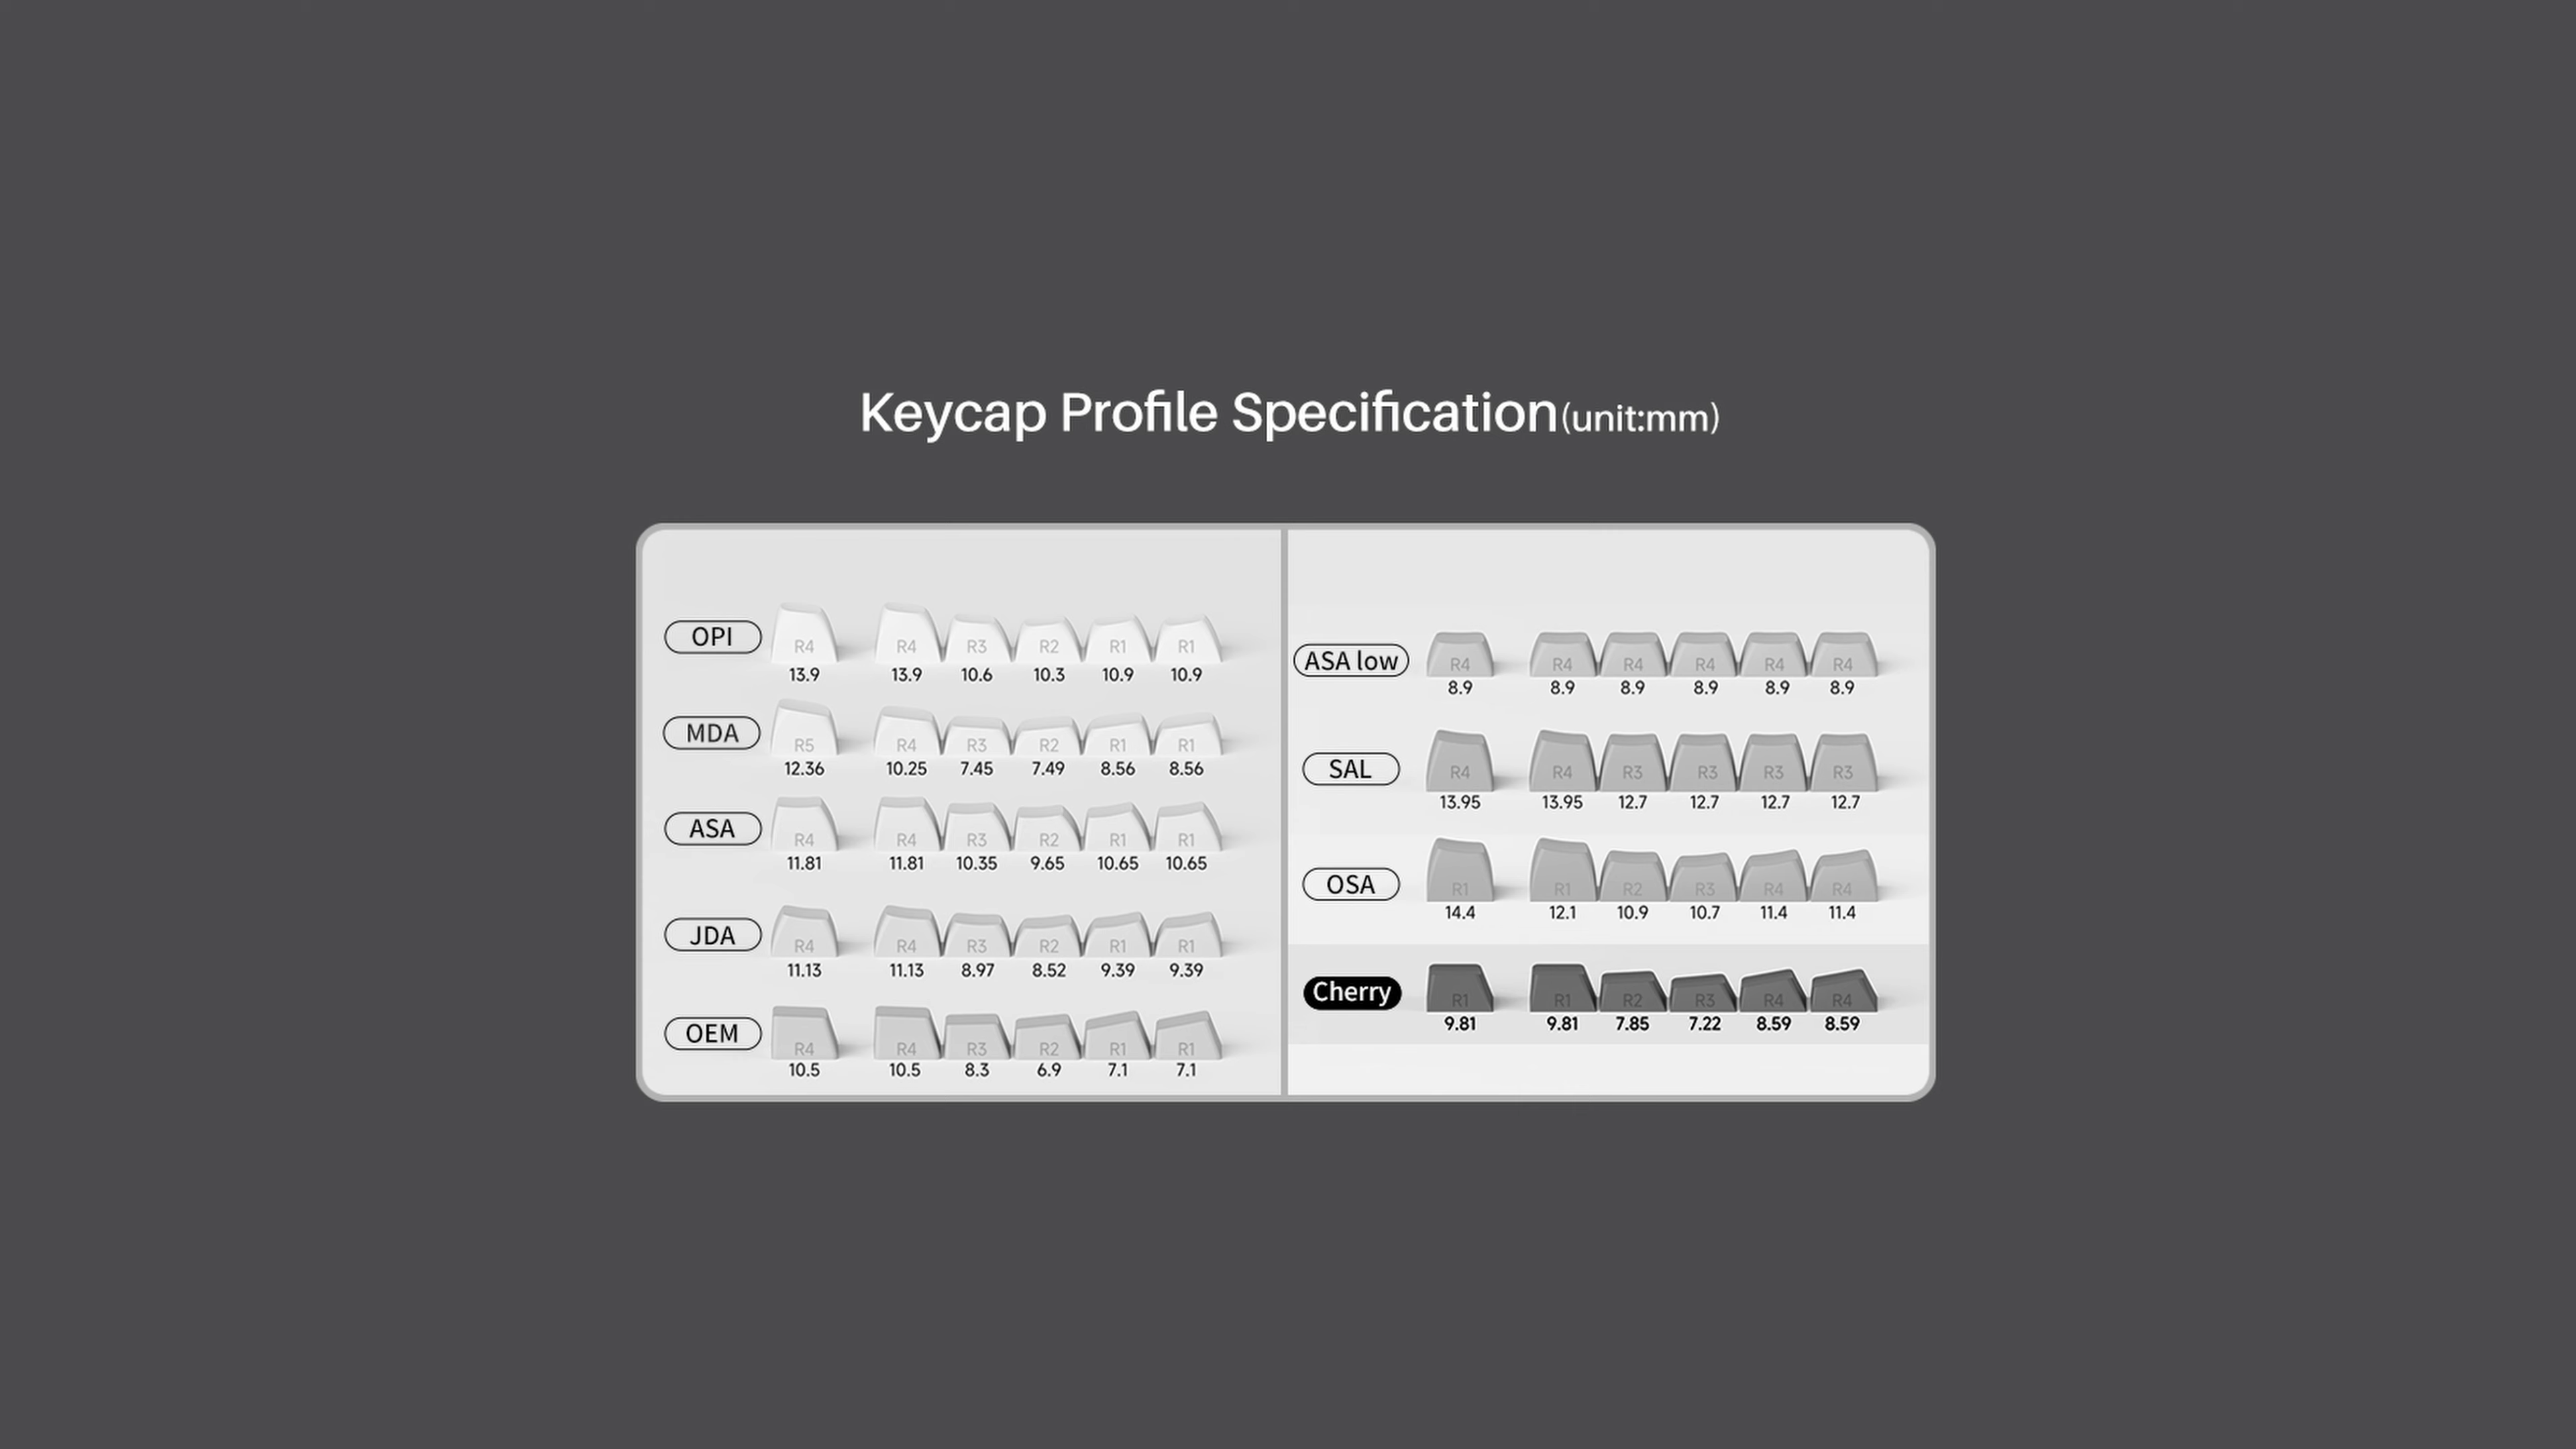 Keycap Profile Specification(unit:mm)
OPI R4 R4 R3 R2 R1 R1
13.9 13.9 10.6 10.3 10.9 10.9
MDA R5 R4 R3 R2 R1 R1
12.36 10.25 7.45 7.49 8.56 8.56
ASA R4 R4 R3 R2 R1 R1
11.81 11.81 10.35 9.65 10.65 10.65
JDA R4 R4 R3 R2 R1 R1
11.13 11.13 8.97 8.52 9.39 9.39
OEM R4 R4 R3 R2 R1 R1
10.5 10.5 8.3 6.9 7.1 7.1
ASA low R4 R4 R4 R4 R4 R4
8.9 8.9 8.9 8.9 8.9 8.9
SAL R4 R4 R3 R3 R3 R3
13.95 13.95 12.7 12.7 12.7 12.7
OSA R1 R1 R2 R3 R4 R4
14.4 12.1 10.9 10.7 11.4 11.4
Cherry R1 R1 R2 R3 R4 R4
9.81 9.81 7.85 7.22 8.59 8.59